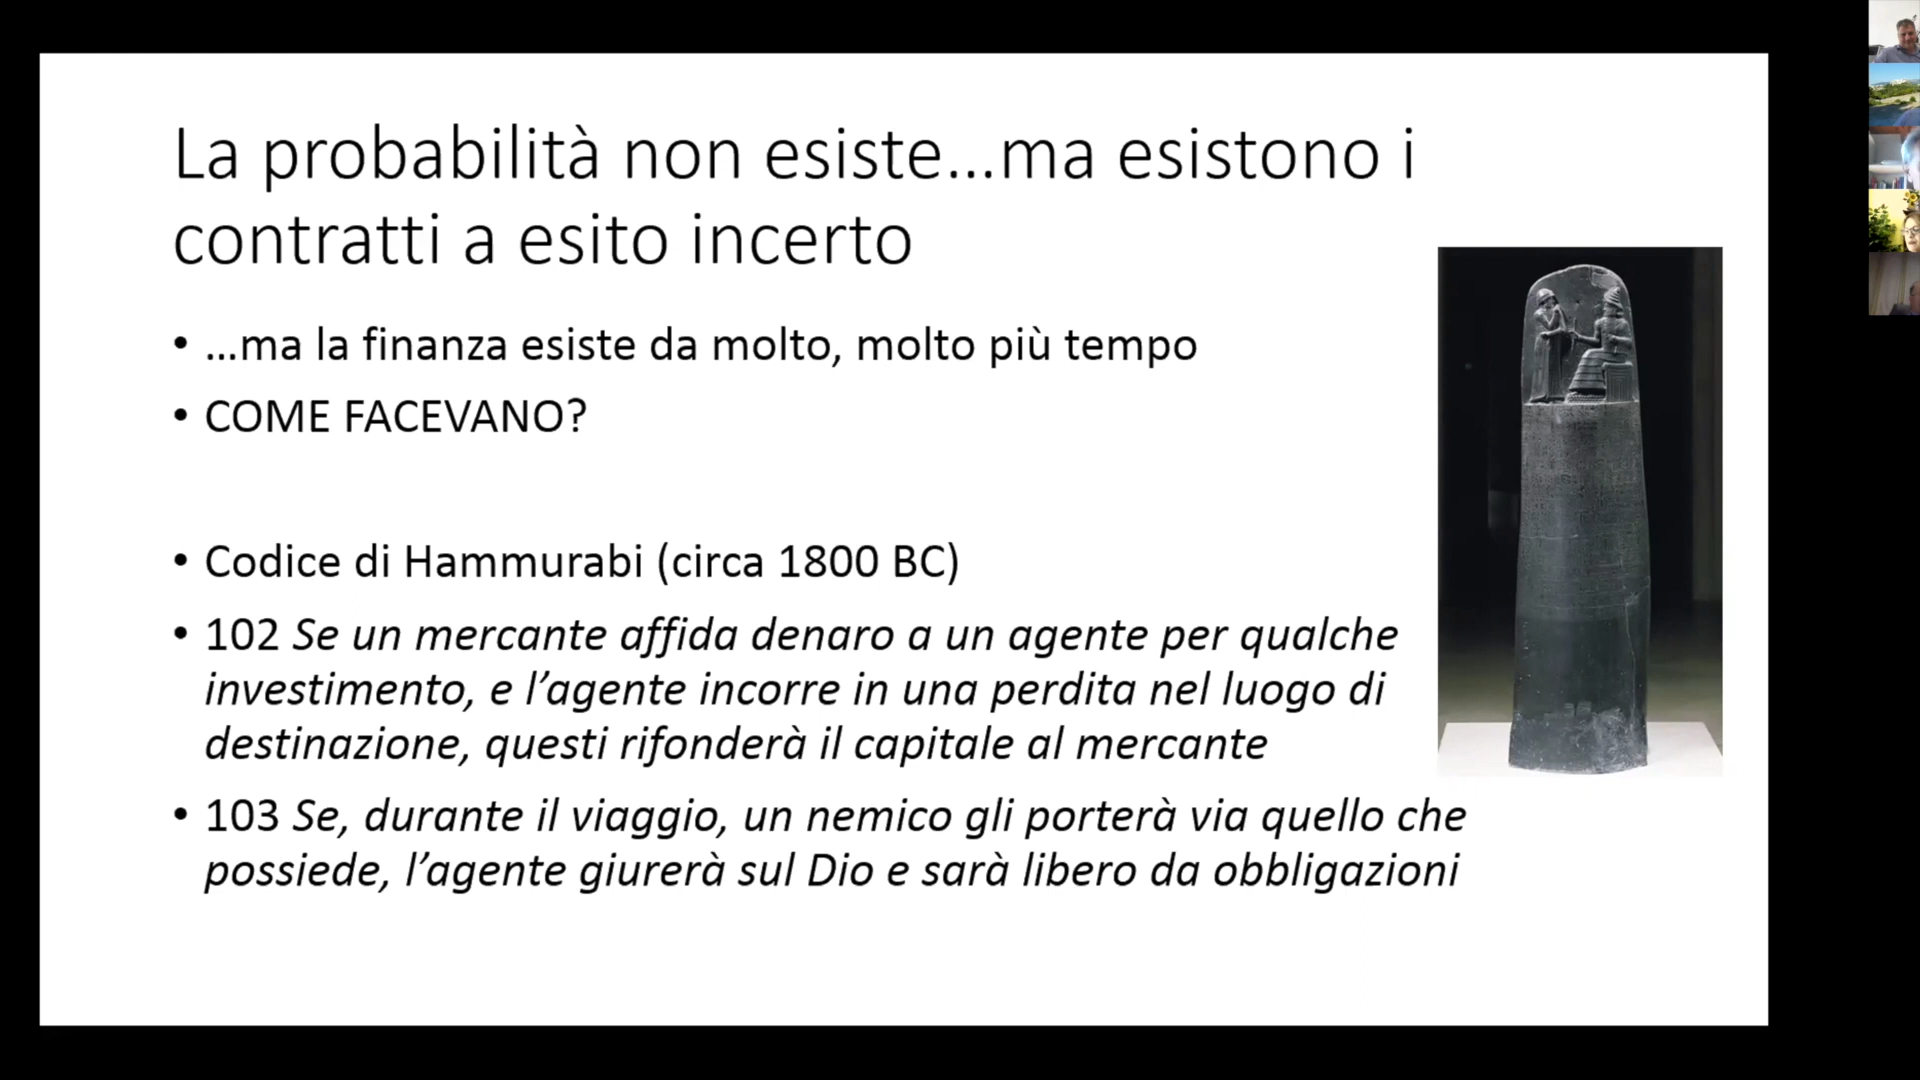 La probabilità non esiste...ma esistono i
contratti a esito incerto
• ...ma la finanza esiste da molto, molto più tempo
• COME FACEVANO?
• Codice di Hammurabi (circa 1800 BC)
• 102 Se un mercante affida denaro a un agente per qualche
investimento, e l’agente incorre in una perdita nel luogo di
destinazione, questi rifonderà il capitale al mercante
• 103 Se, durante il viaggio, un nemico gli porterà via quello che
possiede, l’agente giurerà sul Dio e sarà libero da obbligazioni